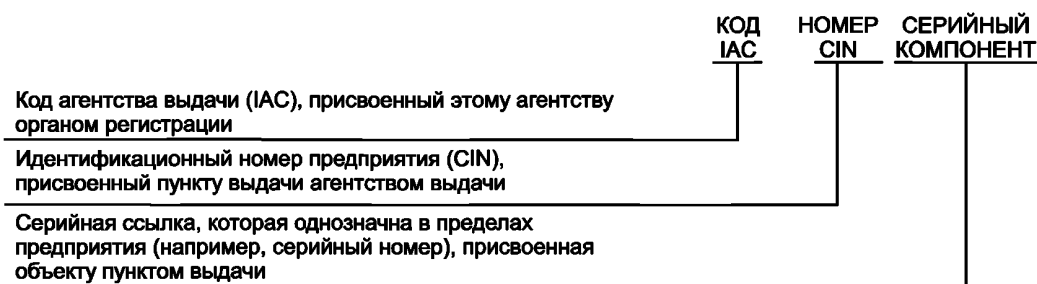 КОД НОМЕР СЕРИЙНЫЙ
IAC CIN КОМПОНЕНТ
Код агентства выдачи (IAC), присвоенный этому агентству
органом регистрации
Идентификационный номер предприятия (CIN),
присвоенный пункту выдачи агентством выдачи
Серийная ссылка, которая однозначна в пределах
предприятия (например, серийный номер), присвоенная
объекту пунктом выдачи